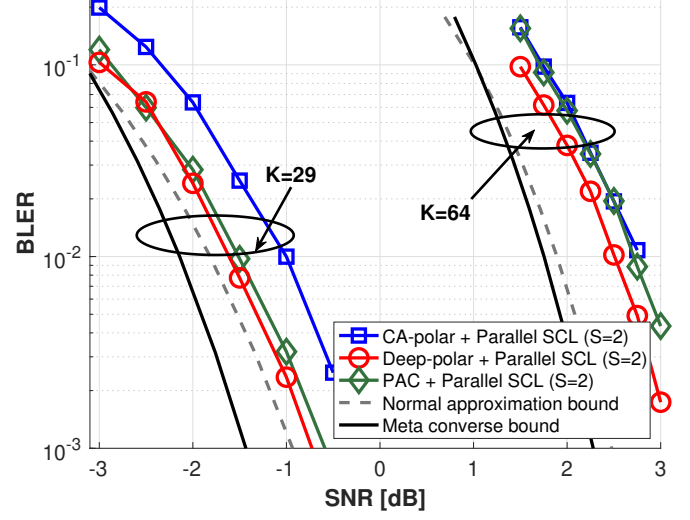 BLER
10^-1
10^-2
10^-3
K=29
K=64
CA-polar + Parallel SCL (S=2)
Deep-polar + Parallel SCL (S=2)
PAC + Parallel SCL (S=2)
Normal approximation bound
Meta converse bound
-3 -2 -1 0 1 2 3
SNR [dB]